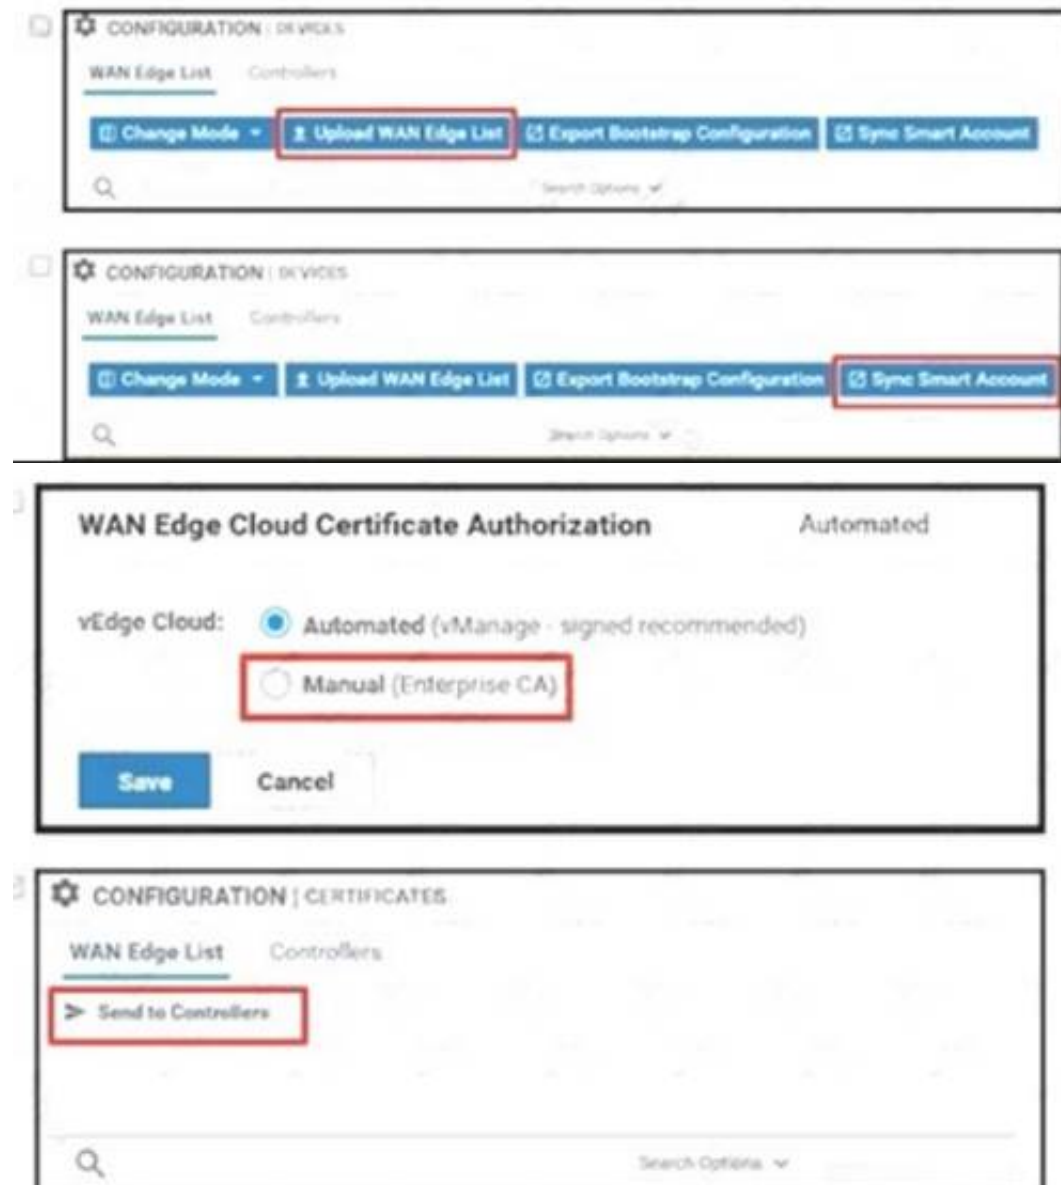 CONFIGURATION | DEVICES
WAN Edge List Controllers
Change Mode Upload WAN Edge List Export Bootstrap Configuration Sync Smart Account
Search Options
CONFIGURATION | DEVICES
WAN Edge List Controllers
Change Mode Upload WAN Edge List Export Bootstrap Configuration Sync Smart Account
Search Options
WAN Edge Cloud Certificate Authorization Automated
vEdge Cloud: Automated (vManage - signed recommended)
Manual (Enterprise CA)
Save Cancel
CONFIGURATION | CERTIFICATES
WAN Edge List Controllers
Send to Controllers
Search Options